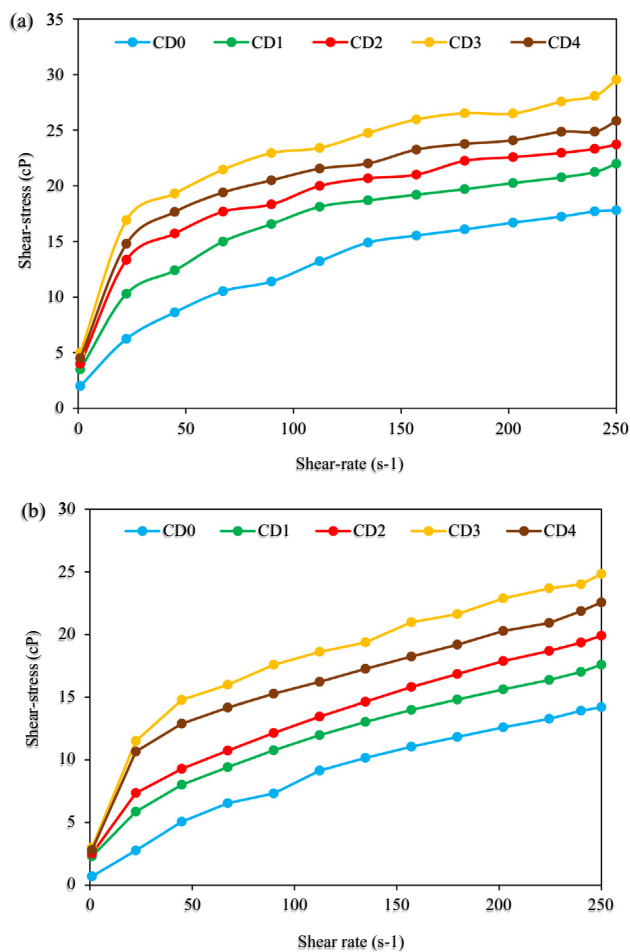 (a)
CD0 CD1 CD2 CD3 CD4
35
30
25
20
15
10
5
0
Shear-stress (cP)
0 50 100 150 200 250
Shear-rate (s-1)
(b)
CD0 CD1 CD2 CD3 CD4
30
25
20
15
10
5
0
Shear-stress (cP)
0 50 100 150 200 250
Shear rate (s-1)